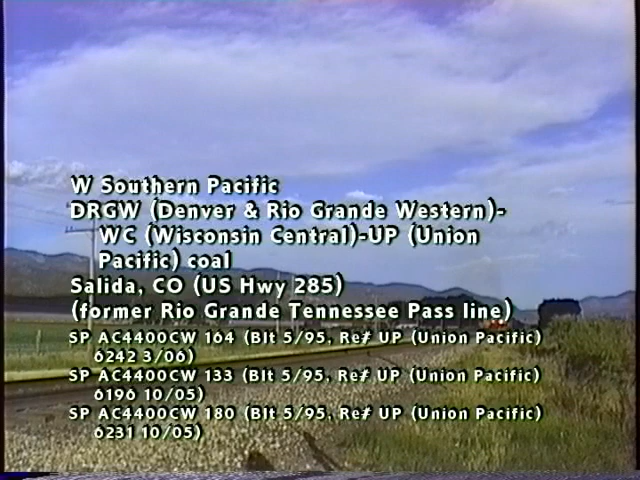 W Southern Pacific
DRGW (Denver & Rio Grande Western)-
WC (Wisconsin Central)-UP (Union
Pacific) coal
Salida, CO (US Hwy 285)
(former Rio Grande Tennessee Pass line)
SP AC4400CW 164 (Blt 5/95, Re# UP (Union Pacific)
6242 3/06)
SP AC4400CW 133 (Blt 5/95, Re# UP (Union Pacific)
6196 10/05)
SP AC4400CW 180 (Blt 5/95, Re# UP (Union Pacific)
6231 10/05)